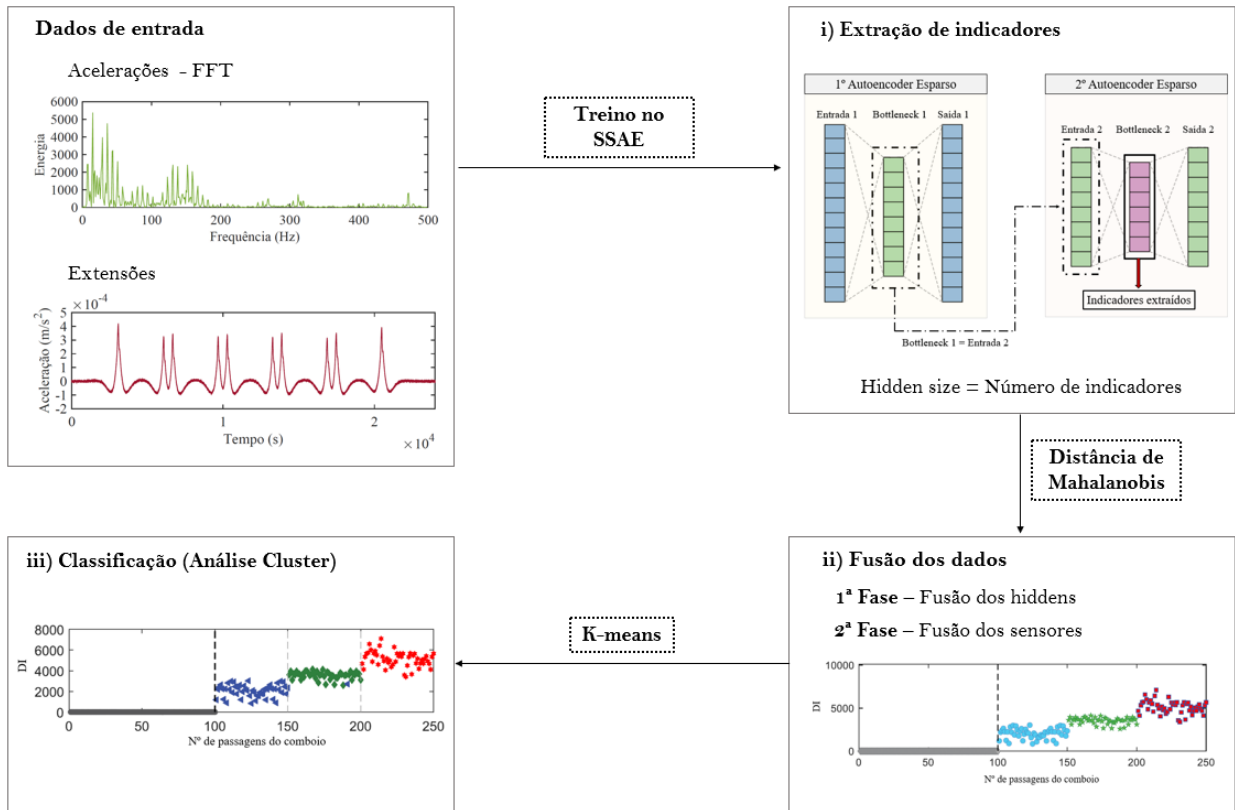 Dados de entrada
Acelerações - FFT
6000
5000
4000
3000
2000
1000
0
Energia
0 100 200 300 400 500
Frequência (Hz)
Extensões
×10⁻⁴
5
4
3
2
1
0
-1
-2
Aceleração (m/s²)
0 1 2
Tempo (s)
×10⁴
Treino no
SSAE
i) Extração de indicadores
1º Autoencoder Esparso
Entrada 1 Bottleneck 1 Saída 1
2º Autoencoder Esparso
Entrada 2 Bottleneck 2 Saída 2
Indicadores extraídos
Bottleneck 1 = Entrada 2
Hidden size = Número de indicadores
Distância de
Mahalanobis
ii) Fusão dos dados
1ª Fase – Fusão dos hiddens
2ª Fase – Fusão dos sensores
10000
5000
0
DI
0 50 100 150 200 250
Nº de passagens do comboio
K-means
iii) Classificação (Análise Cluster)
8000
6000
4000
2000
0
DI
0 50 100 150 200 250
Nº de passagens do comboio